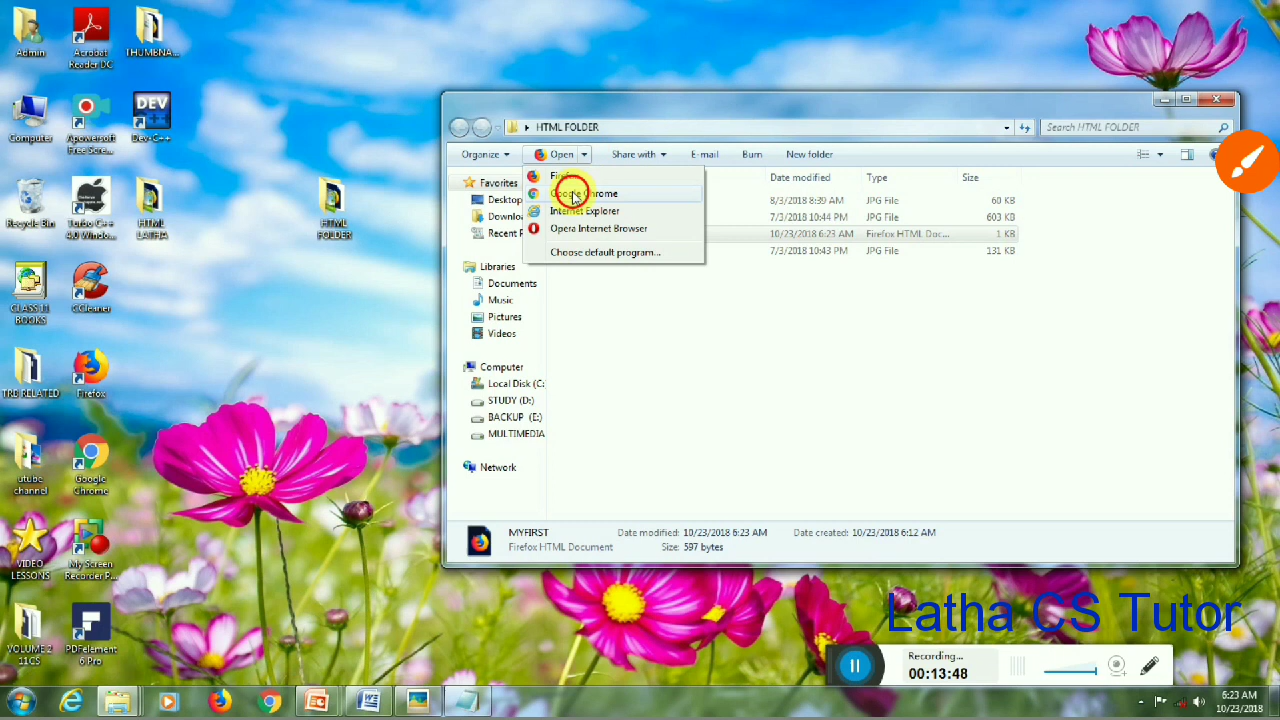 Admin
Acrobat
Reader DC
THUMBNA...
Computer
Apowersoft
Free Scre...
DEV
Dev-C++
Recycle Bin
Turbo C++
4.0 Windo...
HTML
LATHA
HTML
FOLDER
CLASS 11
BOOKS
CCleaner
TRB RELATED
Firefox
utube
channel
Google
Chrome
VIDEO
LESSONS
My Screen
Recorder P...
VOLUME 2
11CS
PDFelement
6 Pro
HTML FOLDER
Search HTML FOLDER
Organize
Open
Share with
E-mail
Burn
New folder
Favorites
Desktop
Downlo
Recent P
Libraries
Documents
Music
Pictures
Videos
Computer
Local Disk (C:
STUDY (D:)
BACKUP (E:)
MULTIMEDIA
Network
Google Chrome
Internet Explorer
Opera Internet Browser
Choose default program...
Date modified Type Size
8/3/2018 8:39 AM JPG File 60 KB
7/3/2018 10:44 PM JPG File 603 KB
10/23/2018 6:23 AM Firefox HTML Doc... 1 KB
7/3/2018 10:43 PM JPG File 131 KB
MYFIRST Date modified: 10/23/2018 6:23 AM Date created: 10/23/2018 6:12 AM
Firefox HTML Document Size: 597 bytes
Latha CS Tutor
Recording...
00:13:48
6:23 AM
10/23/2018